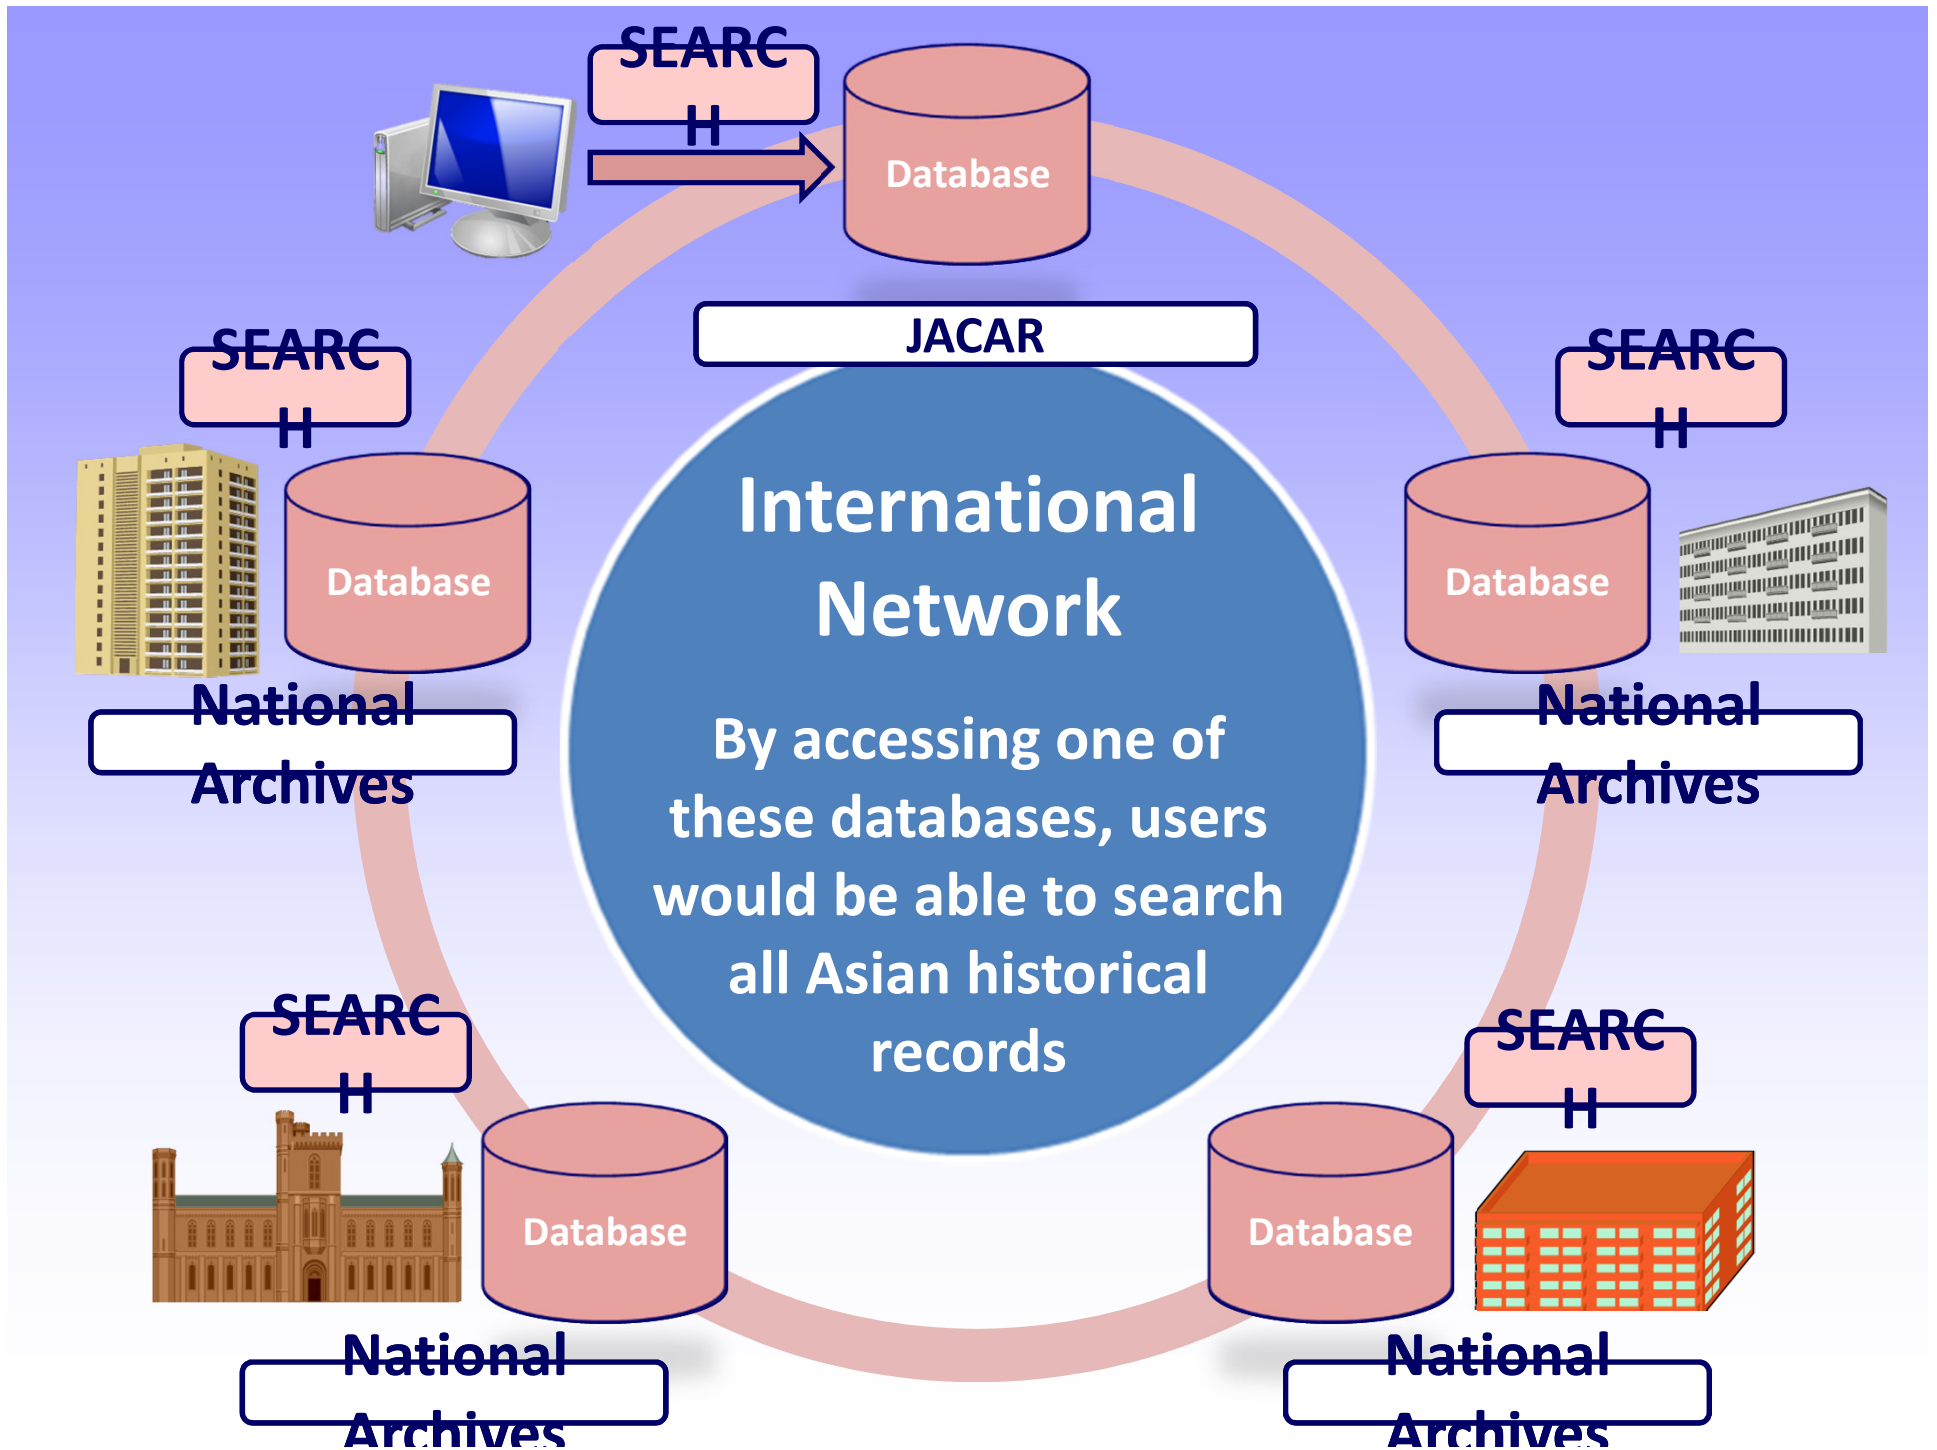 SEARC
H
Database
JACAR
SEARC
H
Database
National
Archives
SEARC
H
Database
National
Archives
International
Network
By accessing one of
these databases, users
would be able to search
all Asian historical
records
SEARC
H
Database
National
Archives
SEARC
H
Database
National
Archives